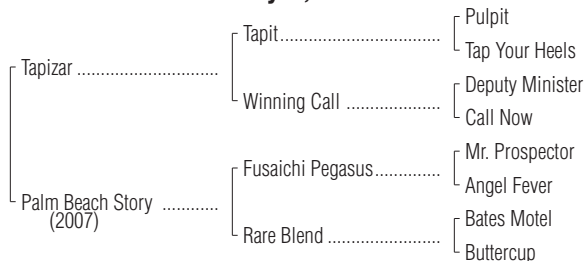 Pulpit
Tapit
Tap Your Heels
Tapizar
Deputy Minister
Winning Call
Call Now
Mr. Prospector
Fusaichi Pegasus
Angel Fever
Palm Beach Story
(2007)
Bates Motel
Rare Blend
Buttercup